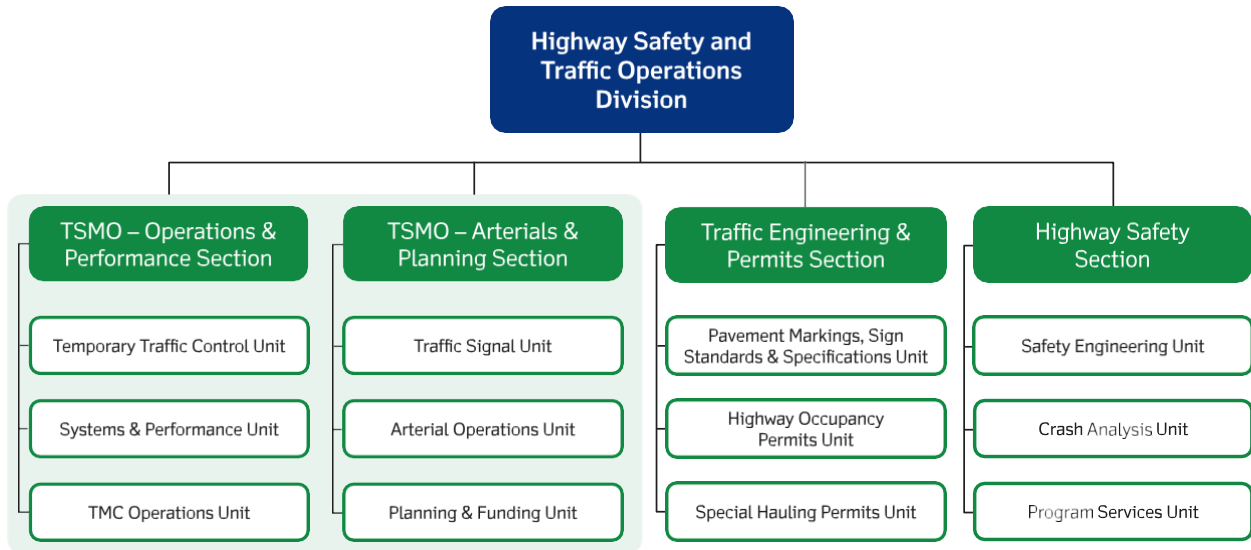 Highway Safety and
Traffic Operations
Division
TSMO – Operations &
Performance Section
Temporary Traffic Control Unit
Systems & Performance Unit
TMC Operations Unit
TSMO – Arterials &
Planning Section
Traffic Signal Unit
Arterial Operations Unit
Planning & Funding Unit
Traffic Engineering &
Permits Section
Pavement Markings, Sign
Standards & Specifications Unit
Highway Occupancy
Permits Unit
Special Hauling Permits Unit
Highway Safety
Section
Safety Engineering Unit
Crash Analysis Unit
Program Services Unit